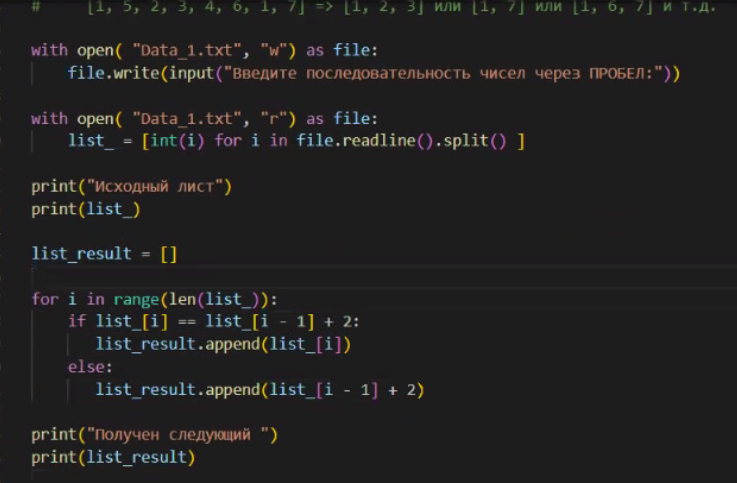 # [1, 5, 2, 3, 4, 6, 1, 7] => [1, 2, 3] или [1, 7] или [1, 6, 7] и т.д.
with open( "Data_1.txt", "w") as file:
    file.write(input("Введите последовательность чисел через ПРОБЕЛ:"))
with open( "Data_1.txt", "r") as file:
    list_ = [int(i) for i in file.readline().split() ]
print("Исходный лист")
print(list_)
list_result = []
for i in range(len(list_)):
    if list_[i] == list_[i - 1] + 2:
        list_result.append(list_[i])
    else:
        list_result.append(list_[i - 1] + 2)
print("Получен следующий ")
print(list_result)